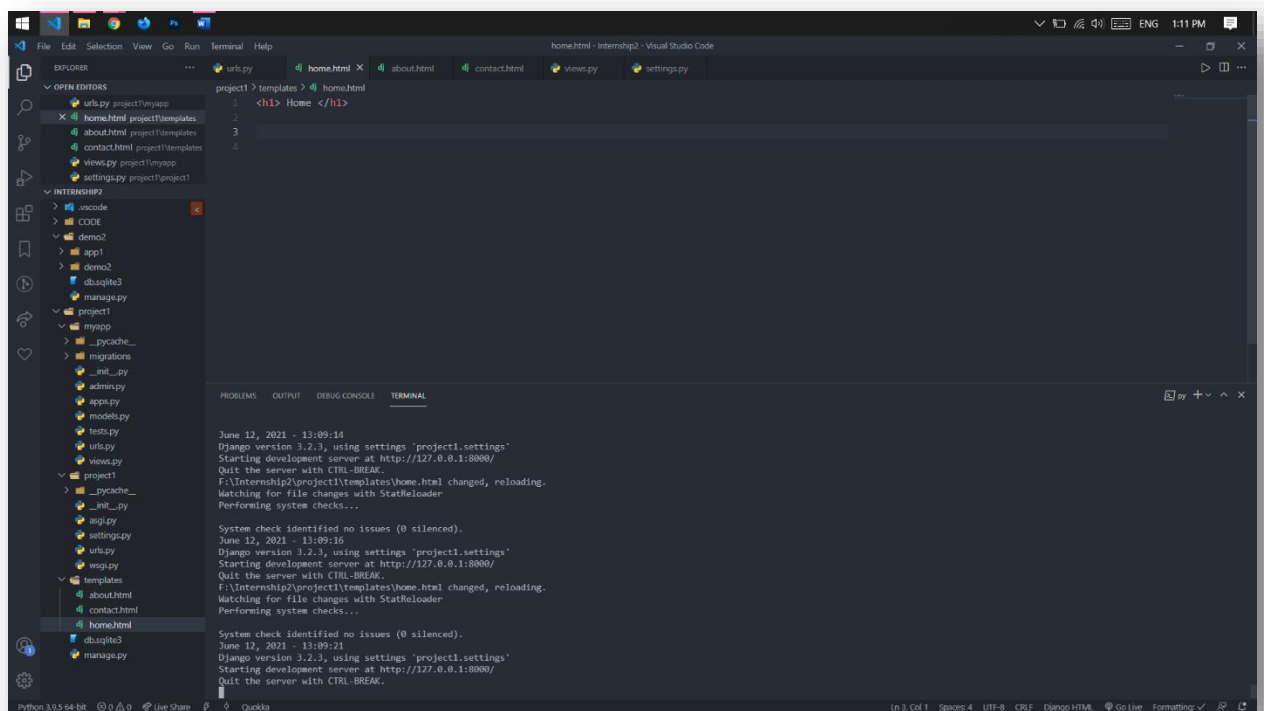 Ps
W
ENG 1:11 PM
File Edit Selection View Go Run Terminal Help
home.html - Internship2 - Visual Studio Code
EXPLORER ...
urls.py
home.html
about.html
contact.html
views.py
settings.py
OPEN EDITORS
urls.py project1\myapp
home.html project1\templates
about.html project1\templates
contact.html project1\templates
views.py project1\myapp
settings.py project1\project1
INTERNSHIP2
.vscode
CODE
demo2
app1
demo2
db.sqlite3
manage.py
project1
myapp
__pycache__
migrations
__init__.py
admin.py
apps.py
models.py
tests.py
urls.py
views.py
project1
__pycache__
__init__.py
asgi.py
settings.py
urls.py
wsgi.py
templates
about.html
contact.html
home.html
db.sqlite3
manage.py
project1 > templates > home.html
1 <h1> Home </h1>
2
3
4
PROBLEMS OUTPUT DEBUG CONSOLE TERMINAL
py
June 12, 2021 - 13:09:14
Django version 3.2.3, using settings 'project1.settings'
Starting development server at http://127.0.0.1:8000/
Quit the server with CTRL-BREAK.
F:\Internship2\project1\templates\home.html changed, reloading.
Watching for file changes with StatReloader
Performing system checks...
System check identified no issues (0 silenced).
June 12, 2021 - 13:09:16
Django version 3.2.3, using settings 'project1.settings'
Starting development server at http://127.0.0.1:8000/
Quit the server with CTRL-BREAK.
F:\Internship2\project1\templates\home.html changed, reloading.
Watching for file changes with StatReloader
Performing system checks...
System check identified no issues (0 silenced).
June 12, 2021 - 13:09:21
Django version 3.2.3, using settings 'project1.settings'
Starting development server at http://127.0.0.1:8000/
Quit the server with CTRL-BREAK.
Python 3.9.5 64-bit 0 0 Live Share Quokka
Ln 3, Col 1 Spaces: 4 UTF-8 CRLF Django HTML Go Live Formatting: ✓